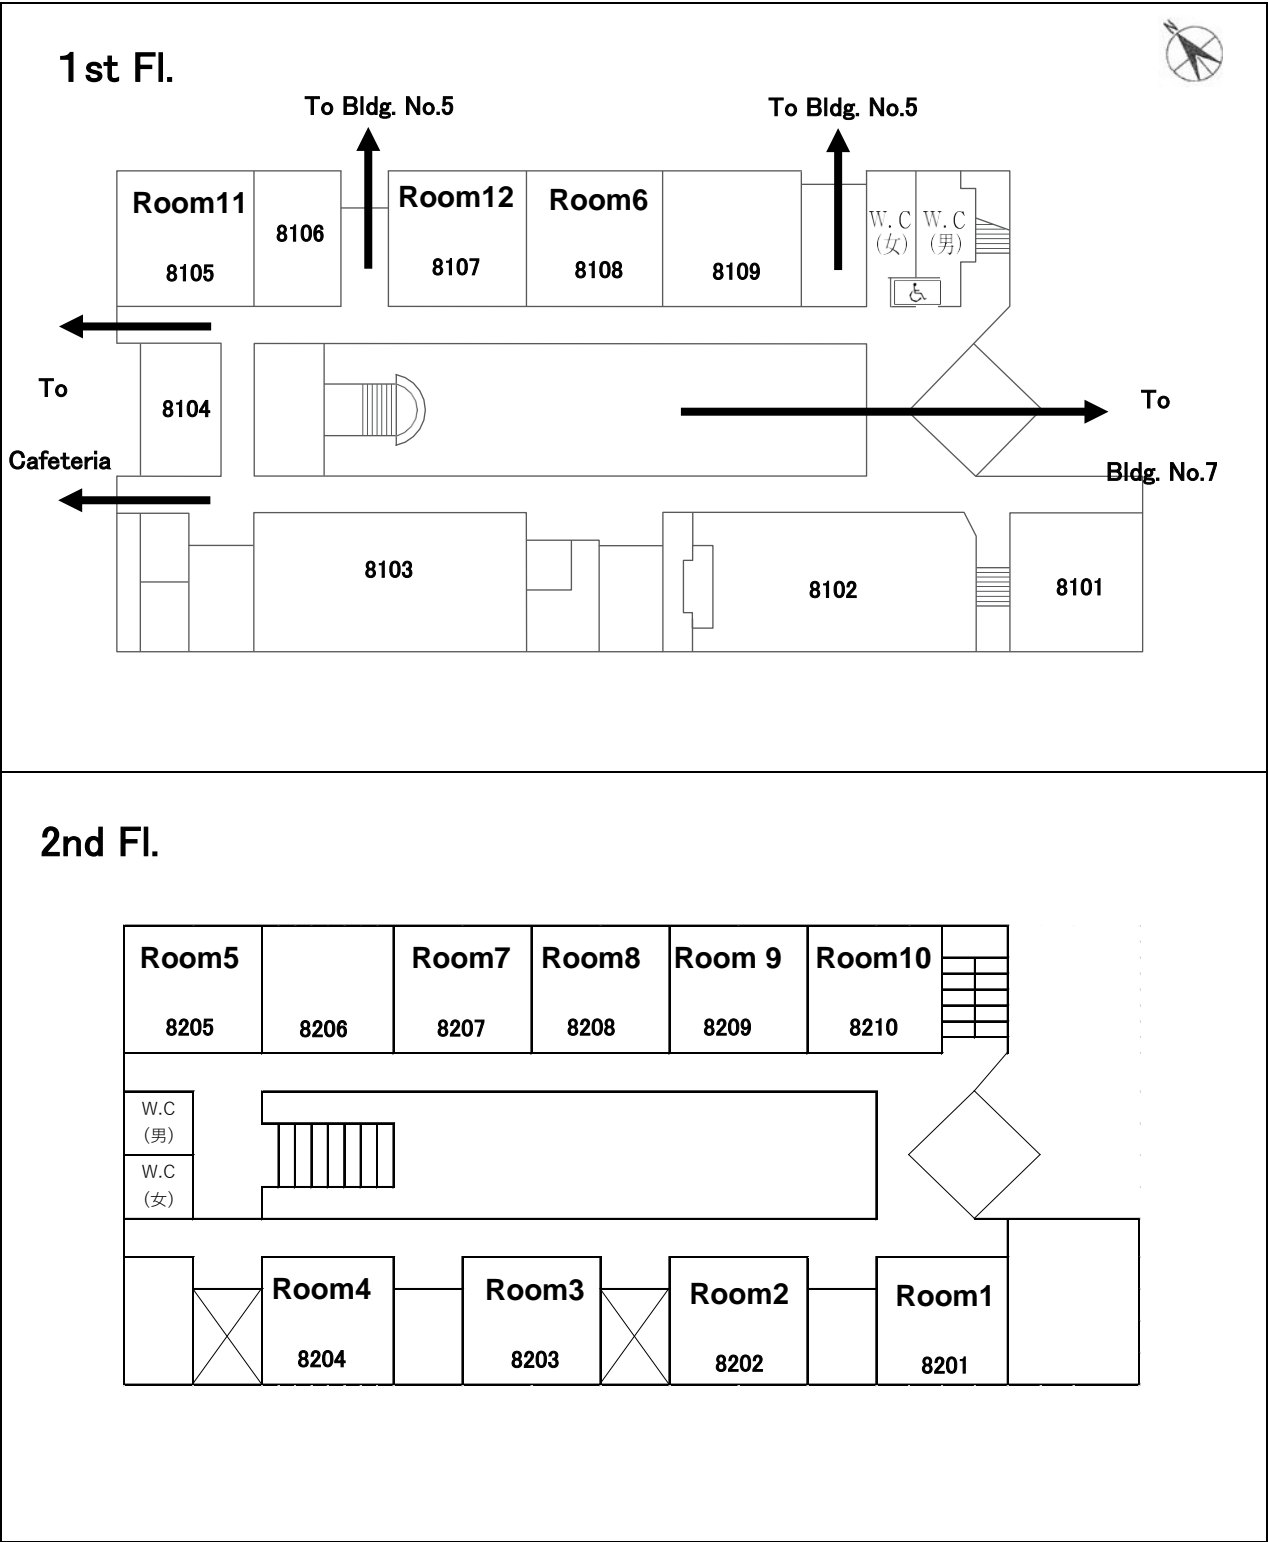 N
1st Fl.
To Bldg. No.5
To Bldg. No.5
Room11
8105
8106
Room12
8107
Room6
8108
8109
W.C
(女)
W.C
(男)
To
Cafeteria
8104
To
Bldg. No.7
8103
8102
8101
2nd Fl.
Room5
8205
8206
Room7
8207
Room8
8208
Room 9
8209
Room10
8210
W.C
(男)
W.C
(女)
Room4
8204
Room3
8203
Room2
8202
Room1
8201